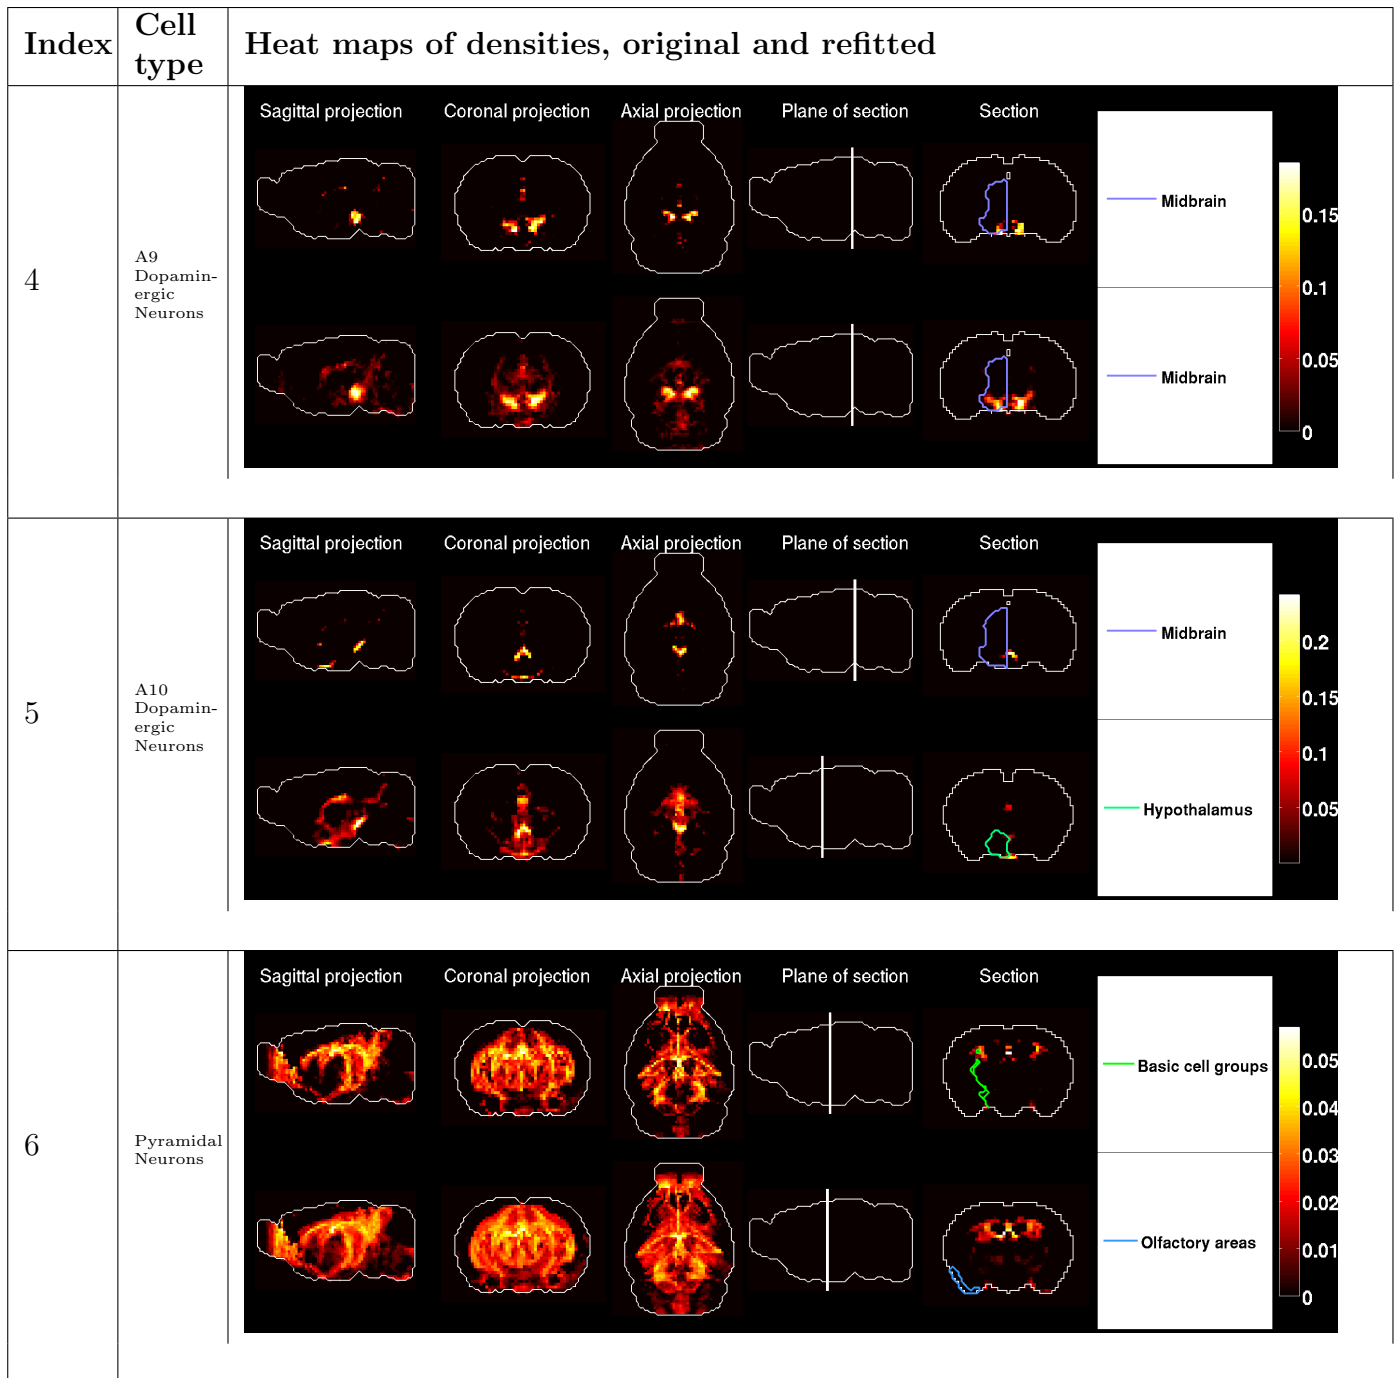 Index
Cell
type
Heat maps of densities, original and refitted
4
A9
Dopamin-
ergic
Neurons
Sagittal projection
Coronal projection
Axial projection
Plane of section
Section
Midbrain
Midbrain
0.15
0.1
0.05
0
5
A10
Dopamin-
ergic
Neurons
Sagittal projection
Coronal projection
Axial projection
Plane of section
Section
Midbrain
Hypothalamus
0.2
0.15
0.1
0.05
6
Pyramidal
Neurons
Sagittal projection
Coronal projection
Axial projection
Plane of section
Section
Basic cell groups
Olfactory areas
0.05
0.04
0.03
0.02
0.01
0